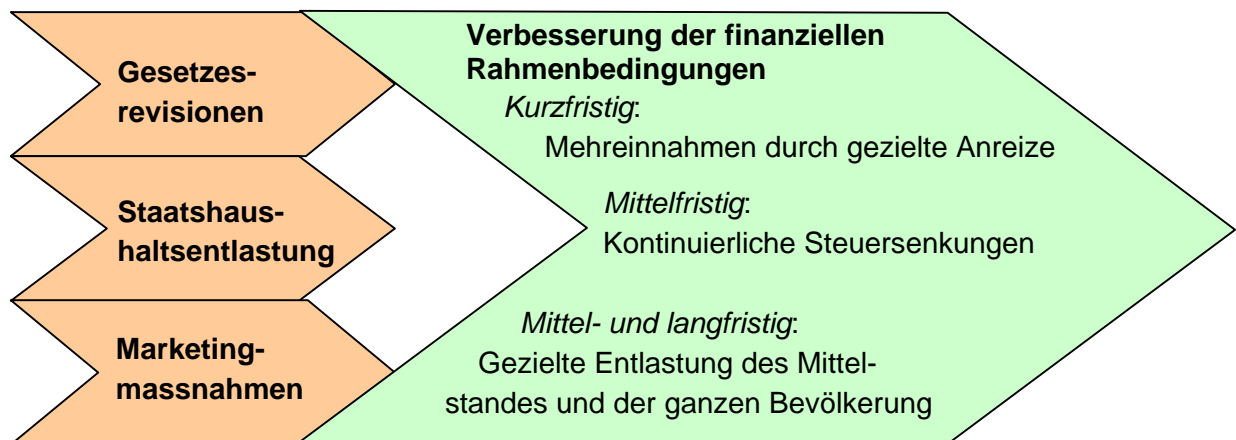 Gesetzes-
revisionen
Staatshaus-
haltsentlastung
Marketing-
massnahmen
Verbesserung der finanziellen
Rahmenbedingungen
Kurzfristig:
Mehreinnahmen durch gezielte Anreize
Mittelfristig:
Kontinuierliche Steuersenkungen
Mittel- und langfristig:
Gezielte Entlastung des Mittel-
standes und der ganzen Bevölkerung